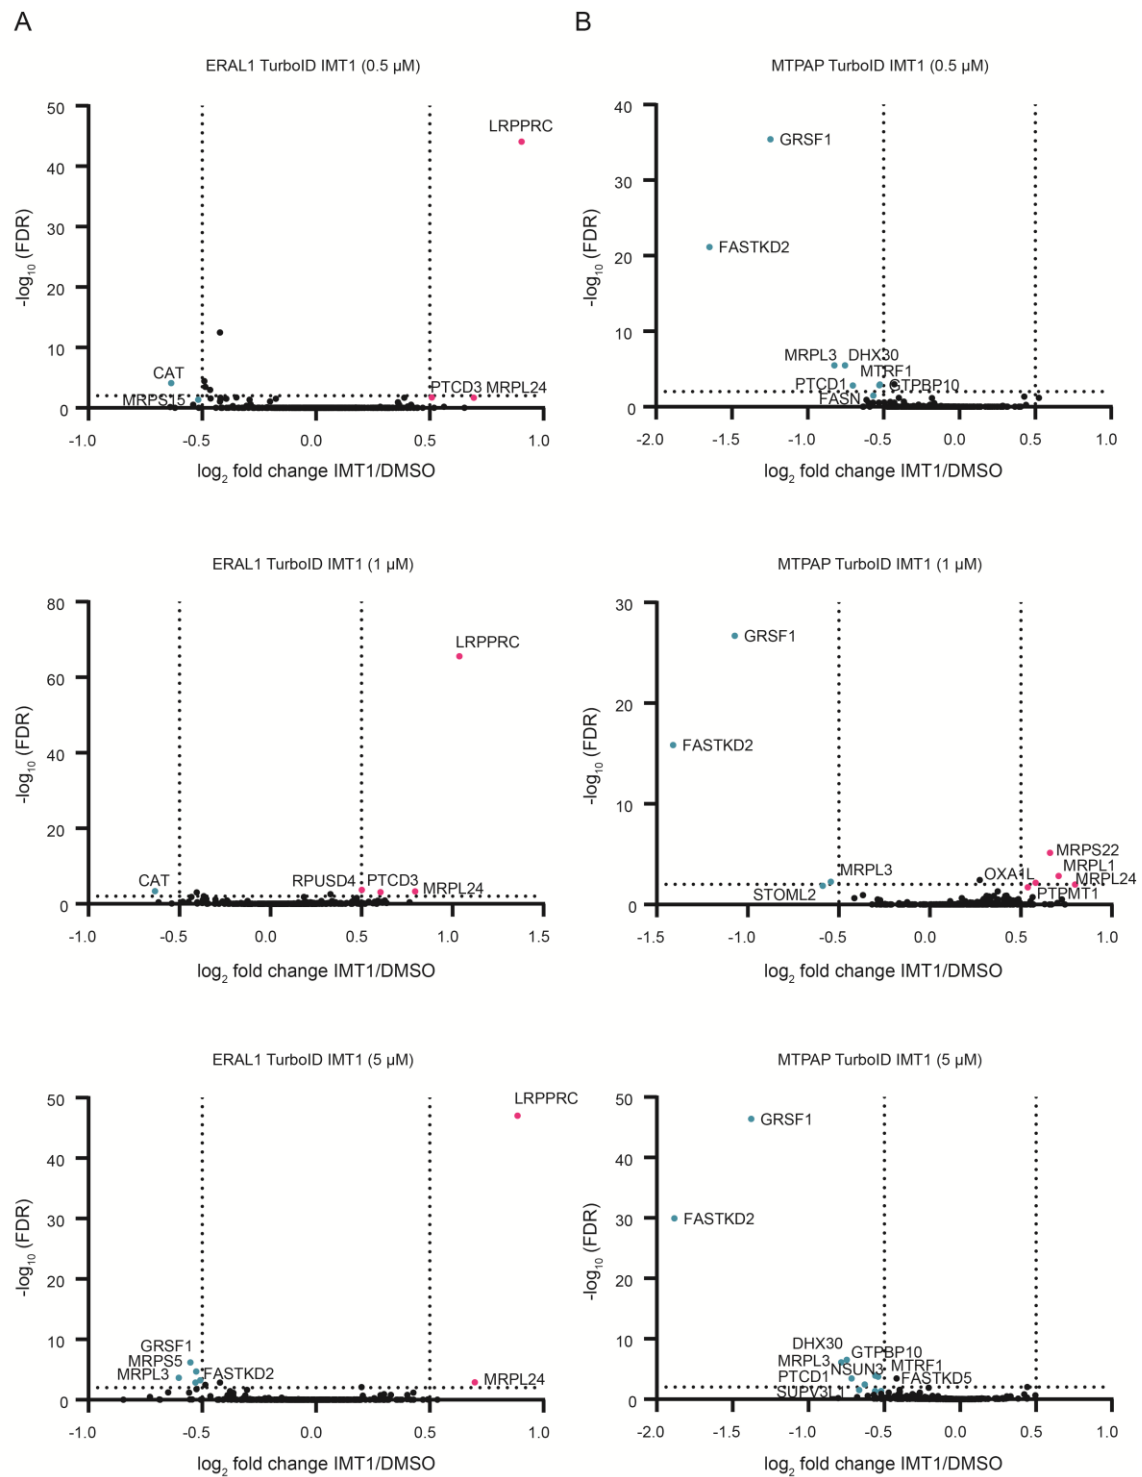 A
B
ERAL1 TurboID IMT1 (0.5 µM)
50
40
30
20
10
0
-log10 (FDR)
LRPPRC
CAT
MRPS15
PTCD3 MRPL24
-1.0 -0.5 0.0 0.5 1.0
log2 fold change IMT1/DMSO
MTPAP TurboID IMT1 (0.5 µM)
40
30
20
10
0
-log10 (FDR)
GRSF1
FASTKD2
MRPL3 DHX30
MTRF1
PTCD1 GTPBP10
FASN
-2.0 -1.0 -0.5 0.0 0.5 1.0
log2 fold change IMT1/DMSO
ERAL1 TurboID IMT1 (1 µM)
80
60
40
20
0
-log10 (FDR)
LRPPRC
CAT
RPUSD4 PTCD3
MRPL24
-1.0 -0.5 0.0 0.5 1.0 1.5
log2 fold change IMT1/DMSO
MTPAP TurboID IMT1 (1 µM)
30
20
10
0
-log10 (FDR)
GRSF1
FASTKD2
MRPS22
MRPL3 OXA1L MRPL1
MRPL24
STOML2 PTPMT1
-1.5 -1.0 -0.5 0.0 0.5 1.0
log2 fold change IMT1/DMSO
ERAL1 TurboID IMT1 (5 µM)
50
40
30
20
10
0
-log10 (FDR)
LRPPRC
GRSF1
MRPS5
MRPL3 FASTKD2
MRPL24
-1.0 -0.5 0.0 0.5 1.0
log2 fold change IMT1/DMSO
MTPAP TurboID IMT1 (5 µM)
50
40
30
20
10
0
-log10 (FDR)
GRSF1
FASTKD2
DHX30
GTPBP10
MRPL3 NSUN3 MTRF1
PTCD1 FASTKD5
SUPV3L1
-2.0 -1.5 -1.0 -0.5 0.0 0.5 1.0
log2 fold change IMT1/DMSO